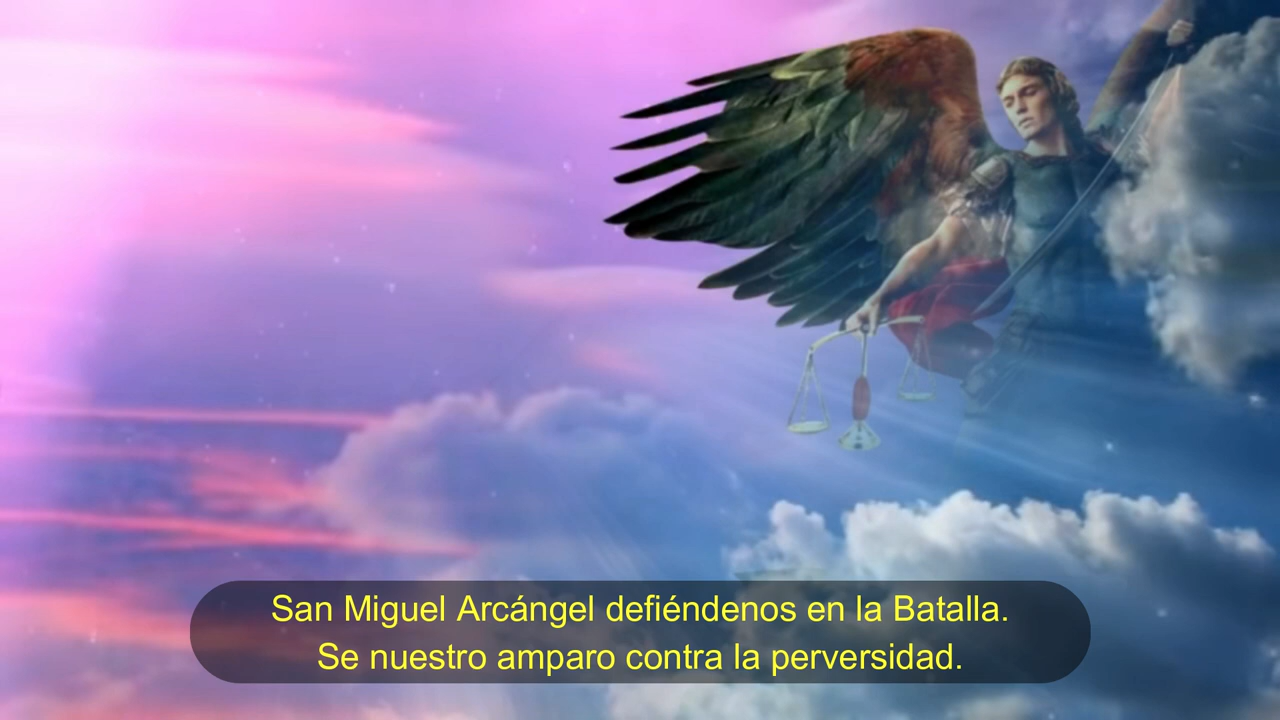 San Miguel Arcángel defiéndenos en la Batalla.
Se nuestro amparo contra la perversidad.